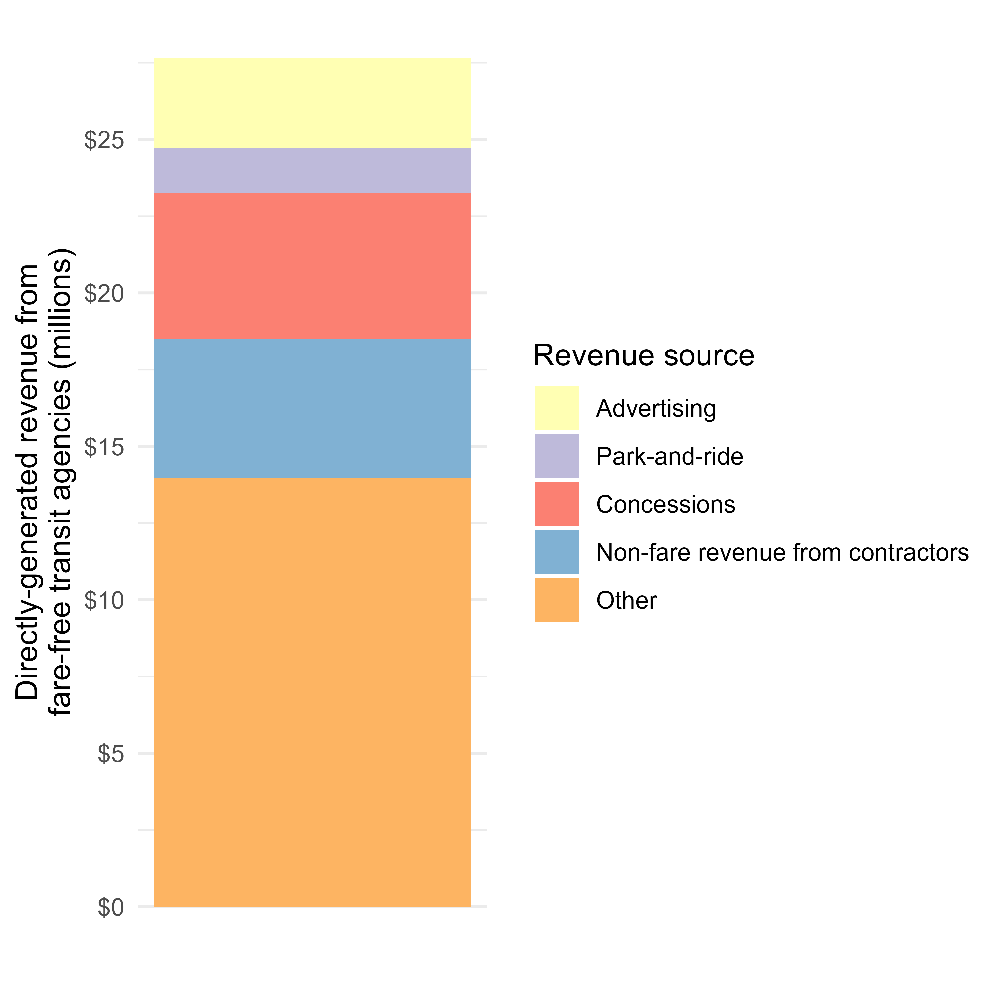 Directly-generated revenue from
fare-free transit agencies (millions)
$25
$20
$15
$10
$5
$0
Revenue source
Advertising
Park-and-ride
Concessions
Non-fare revenue from contractors
Other